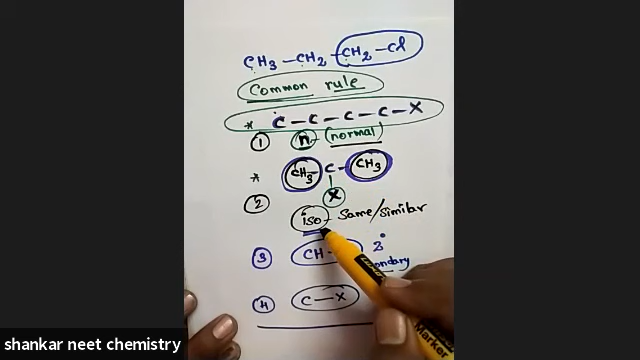 CH3 - CH2 - CH2 - Cl
Common rule
* C - C - C - C - X
① n - (normal)
* CH3 - C - CH3
X
② iso - Same/similar
③ CH -
ondary
④ C - X
Marker
shankar neet chemistry